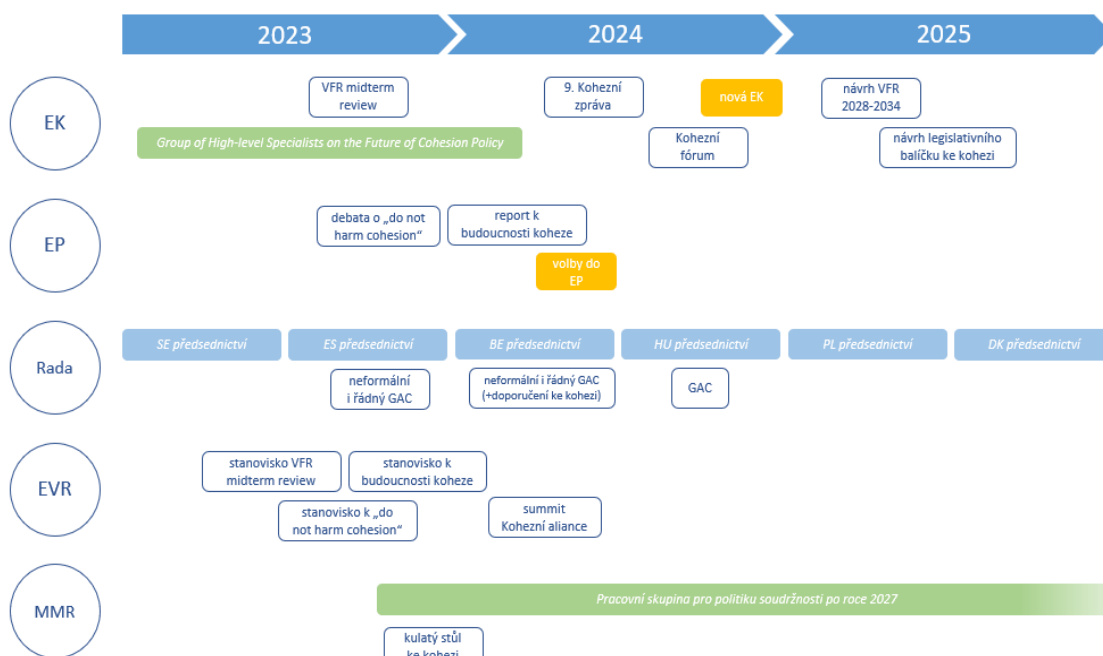 2023
2024
2025
EK
VFR midterm
review
9. Kohezní
zpráva
nová EK
návrh VFR
2028-2034
Group of High-level Specialists on the Future of Cohesion Policy
Kohezní
fórum
návrh legislativního
balíčku ke kohezi
EP
debata o „do not
harm cohesion“
report k
budoucnosti koheze
volby do
EP
Rada
SE předsednictví
ES předsednictví
BE předsednictví
HU předsednictví
PL předsednictví
DK předsednictví
neformální
i řádný GAC
neformální i řádný GAC
(+doporučení ke kohezi)
GAC
EVR
stanovisko VFR
midterm review
stanovisko k
budoucnosti koheze
stanovisko k „do
not harm cohesion“
summit
Kohezní aliance
MMR
Pracovní skupina pro politiku soudržnosti po roce 2027
kulatý stůl
ke kohezi